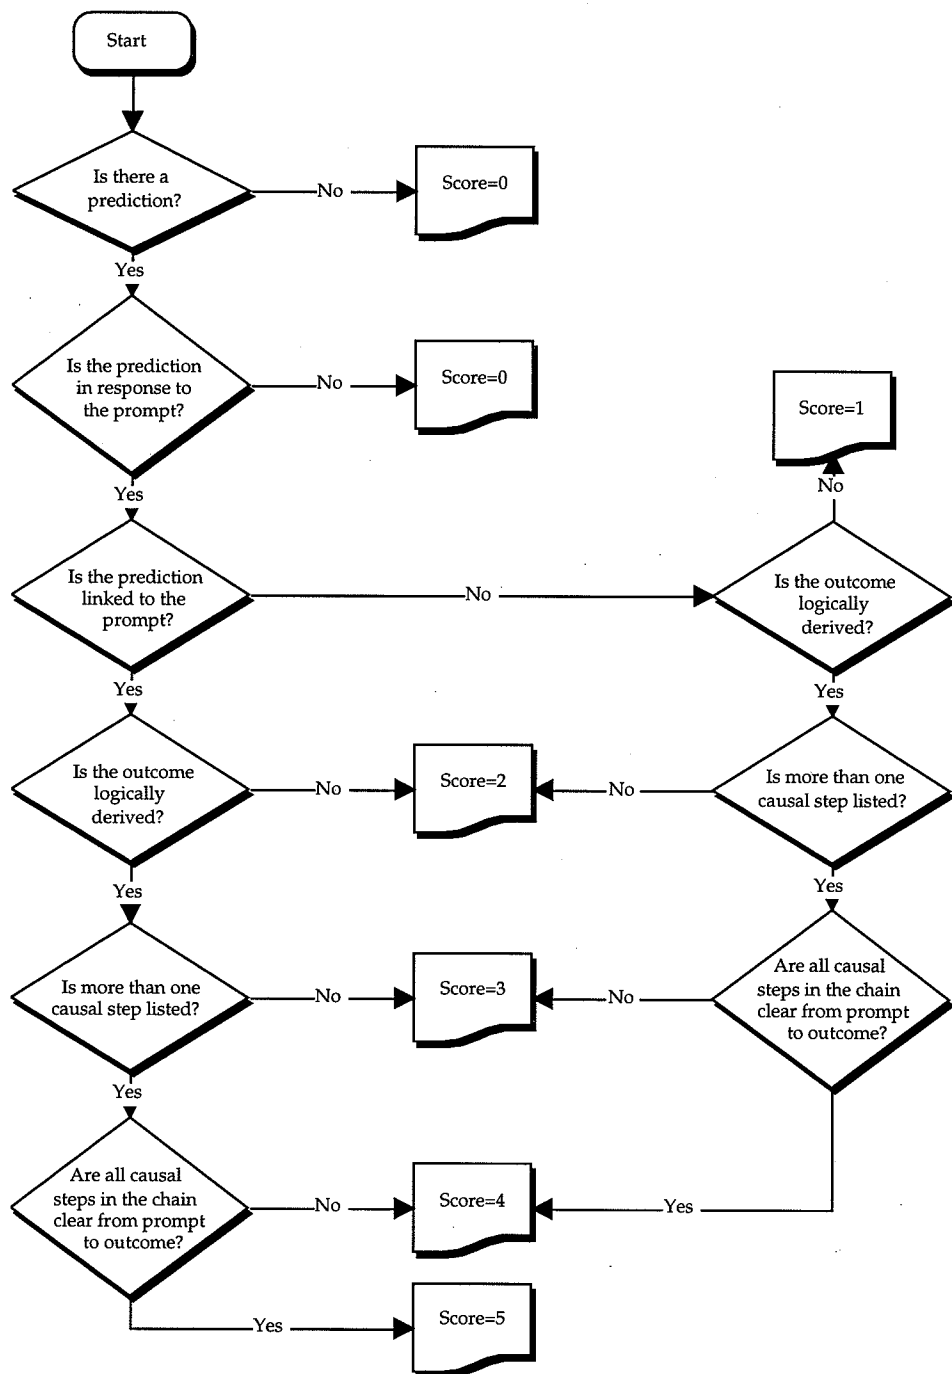 Start
Is there a
prediction?
No
Score=0
Yes
Is the prediction
in response to
the prompt?
No
Score=0
Score=1
Yes
No
Is the prediction
linked to the
prompt?
No
Is the outcome
logically
derived?
Yes
Yes
Is the outcome
logically
derived?
No
Score=2
No
Is more than one
causal step listed?
Yes
Yes
Is more than one
causal step listed?
No
Score=3
No
Are all causal
steps in the chain
clear from prompt
to outcome?
Yes
Are all causal
steps in the chain
clear from prompt
to outcome?
No
Score=4
Yes
Yes
Score=5